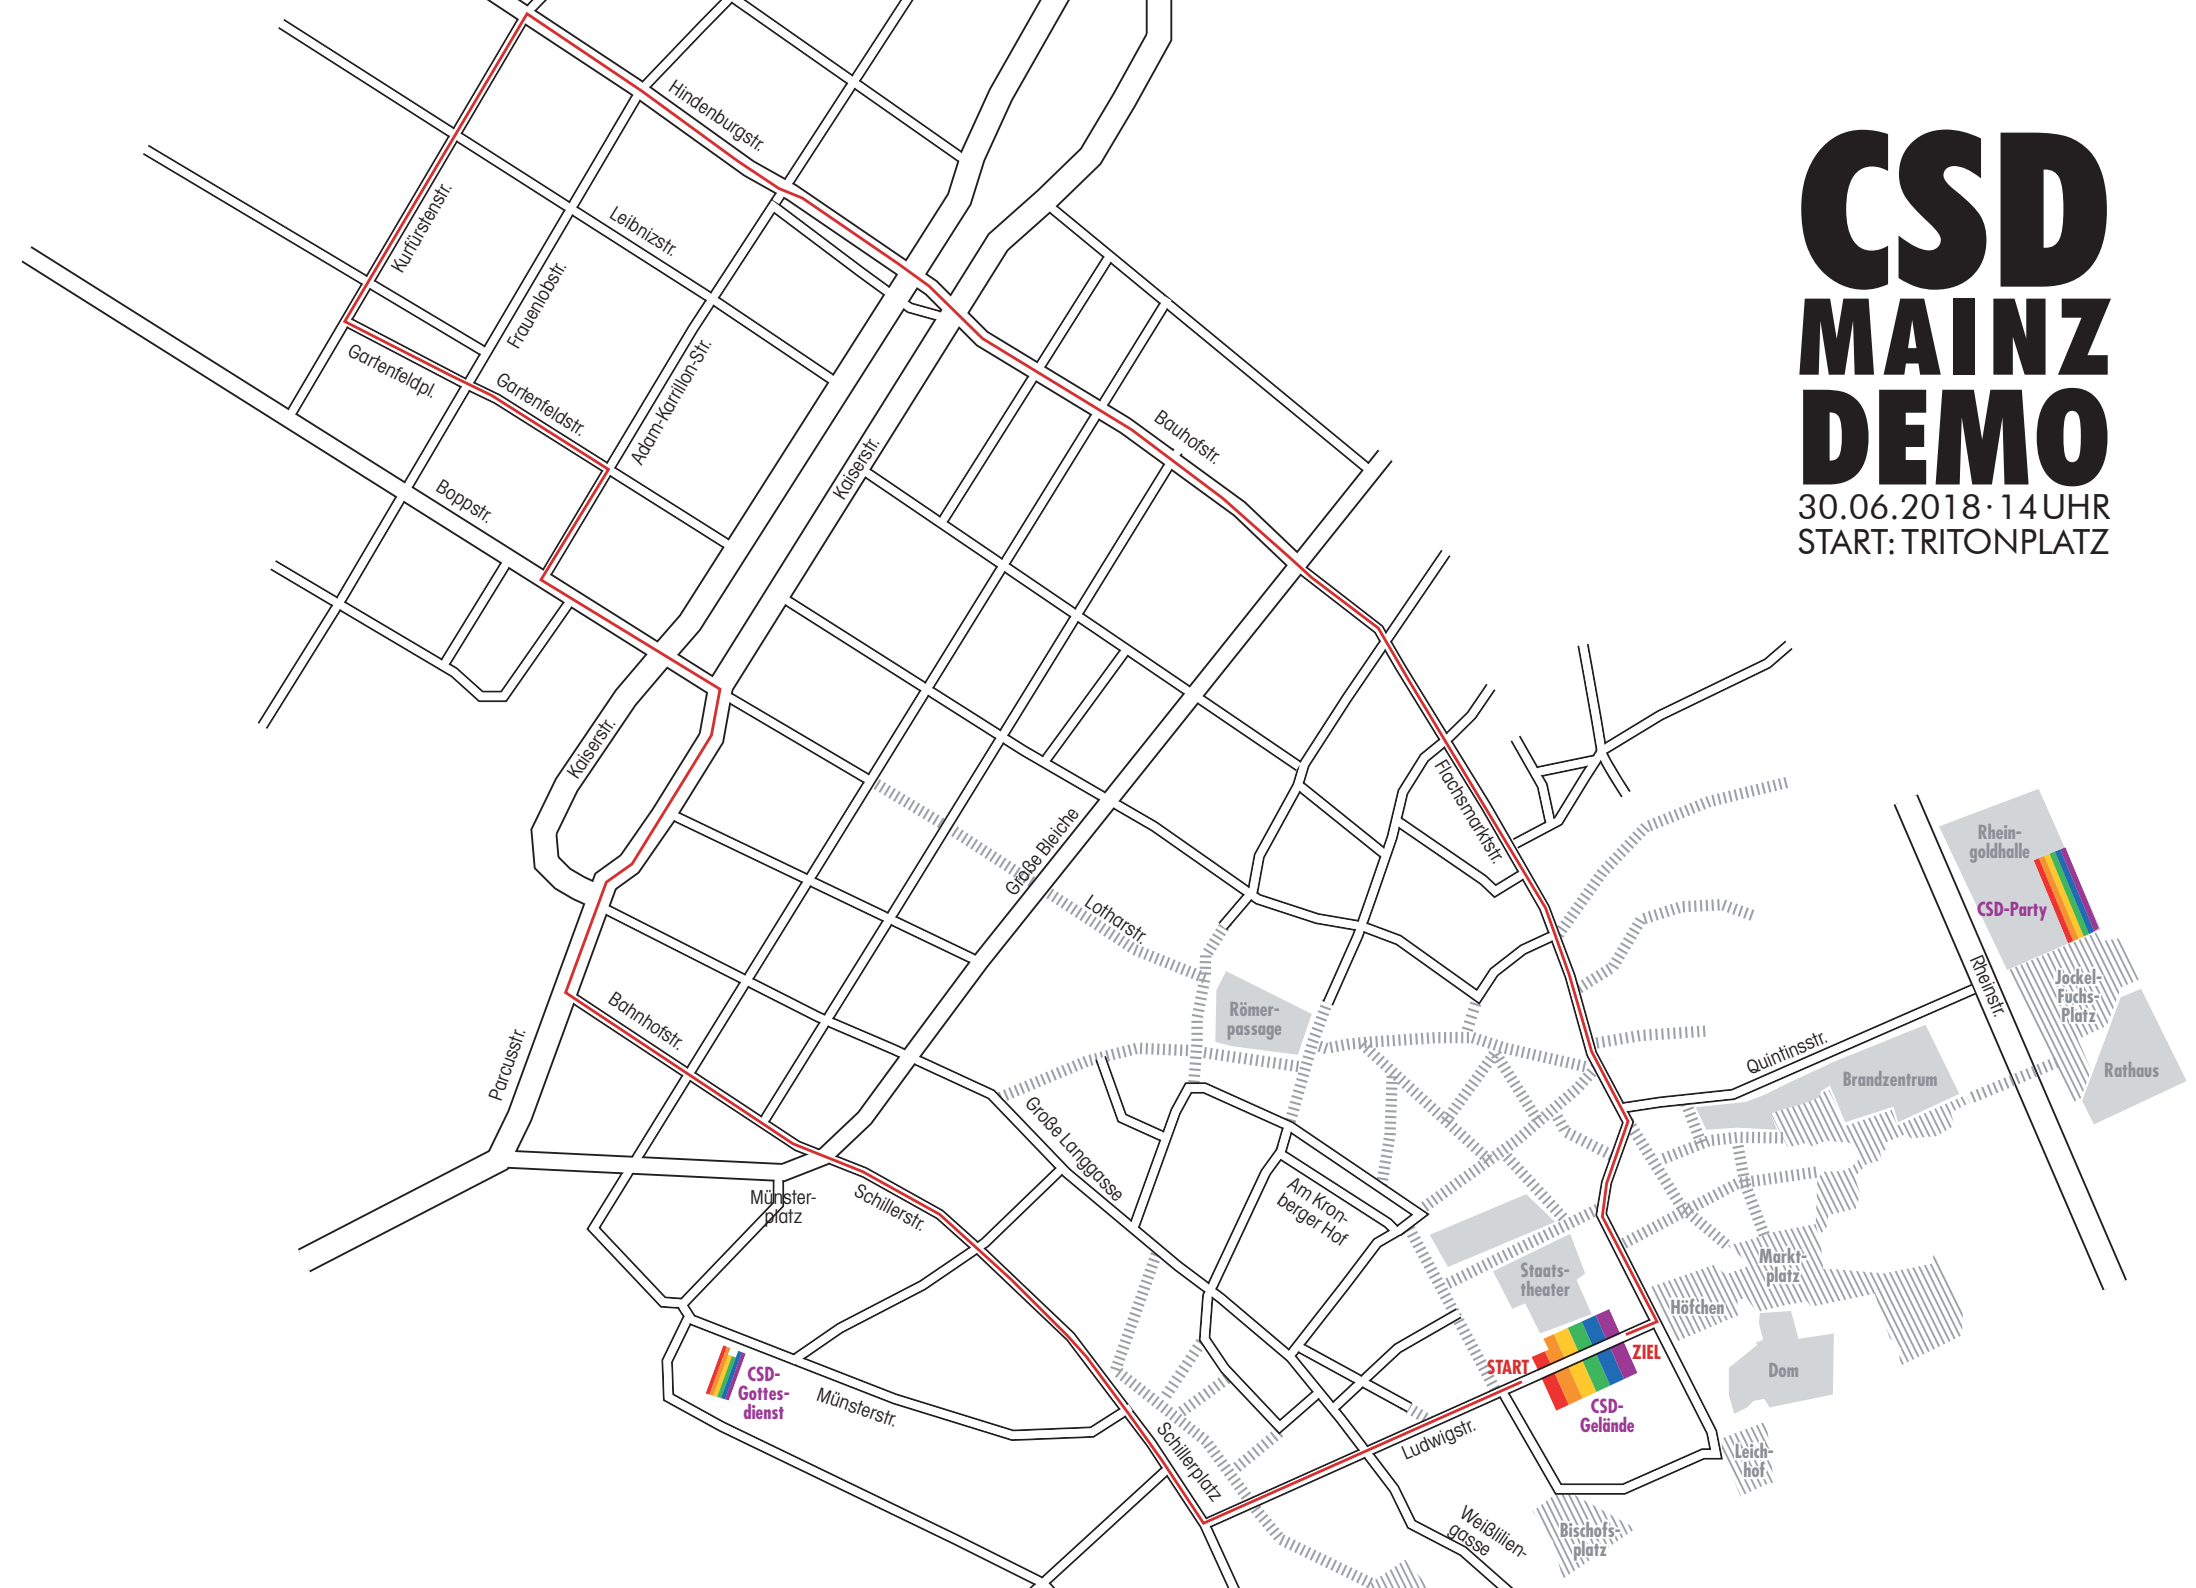 CSD
MAINZ
DEMO
30.06.2018 · 14 UHR
START: TRITONPLATZ
Hindenburgstr.
Kurfürstenstr.
Leibnizstr.
Frauenlobstr.
Gartenfeldpl.
Gartenfeldstr.
Adam-Karrillon-Str.
Boppstr.
Kaiserstr.
Bauhofstr.
Kaiserstr.
Flachsmarktstr.
Große Bleiche
Lotharstr.
Römer-
passage
Bahnhofstr.
Parcusstr.
Große Langgasse
Münster-
platz
Schillerstr.
Am Kron-
berger Hof
Staats-
theater
Rhein-
goldhalle
CSD-Party
Rheinstr.
Jockel-
Fuchs-
Platz
Rathaus
Quintinsstr.
Brandzentrum
Markt-
platz
Höfchen
Dom
START
ZIEL
CSD-
Gelände
CSD-
Gottes-
dienst
Münsterstr.
Schillerplatz
Ludwigstr.
Leich-
hof
Weißlilien-
gasse
Bischofs-
platz